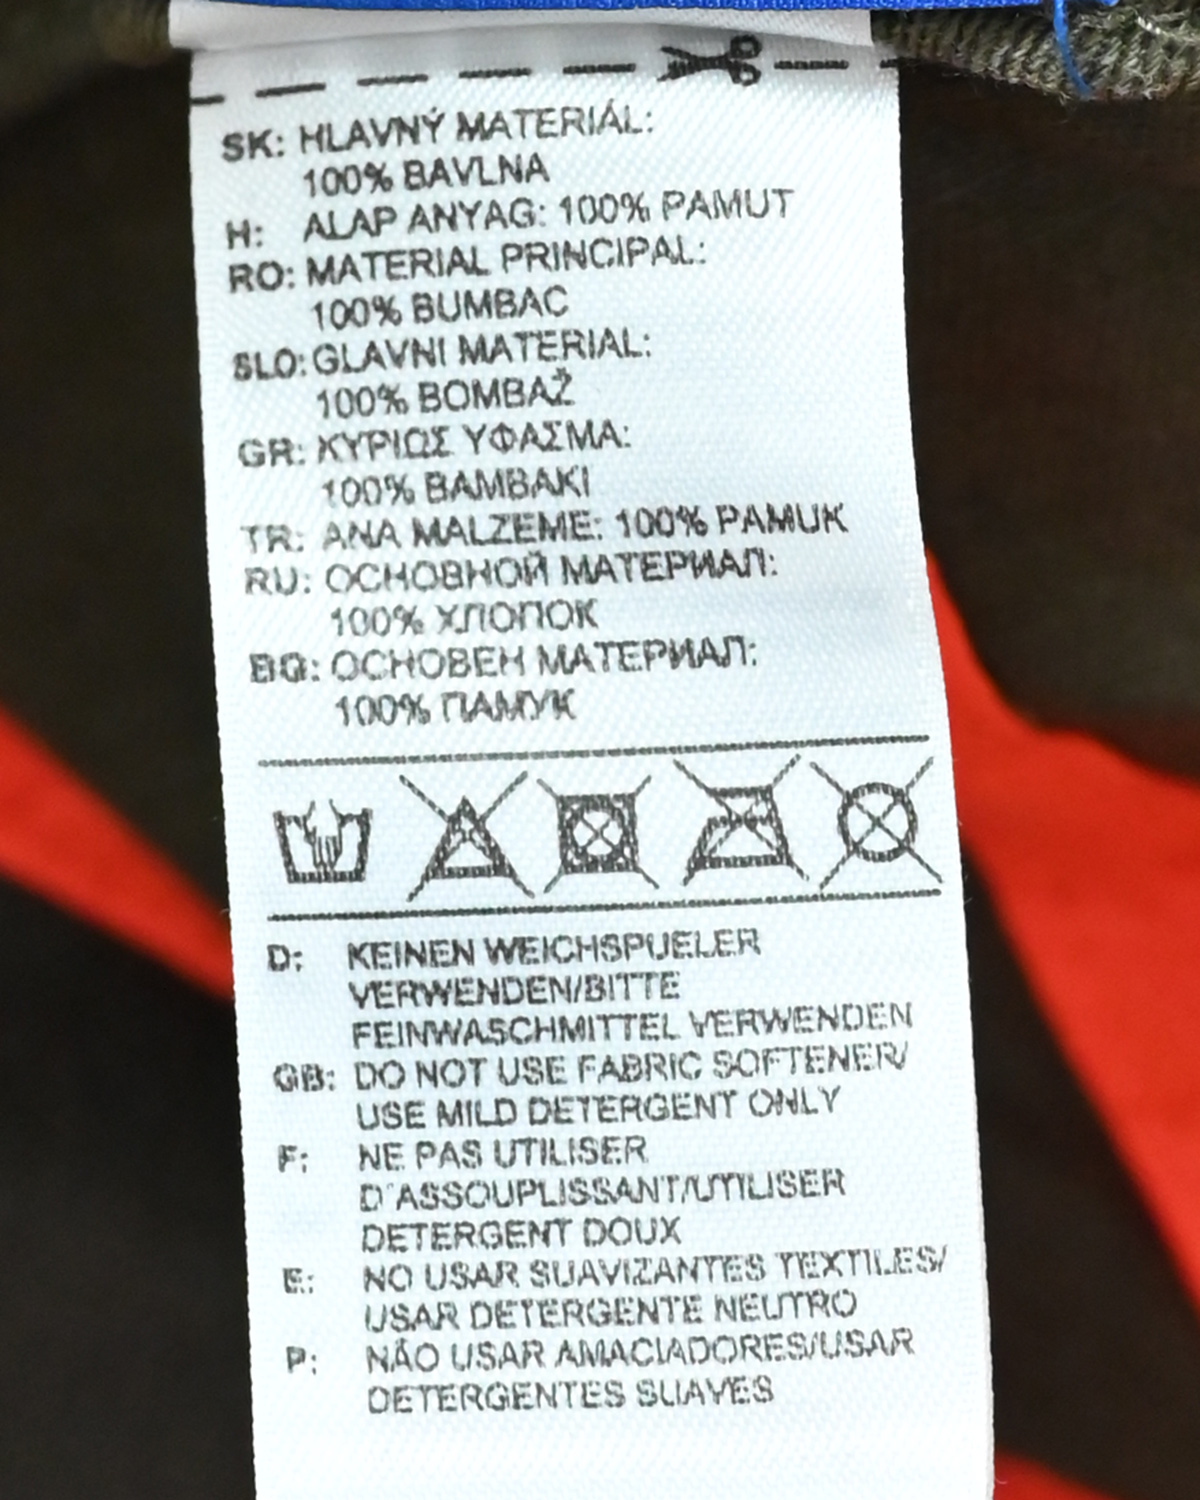 SK: HLAVNÝ MATERIÁL:
100% BAVLNA
H: ALAP ANYAG: 100% PAMUT
RO: MATERIAL PRINCIPAL:
100% BUMBAC
SLO: GLAVNI MATERIAL:
100% BOMBAŽ
GR: ΚΥΡΙΩΣ ΥΦΑΣΜΑ:
100% BAMBAKI
TR: ANA MALZEME: 100% PAMUK
RU: ОСНОВНОЙ МАТЕРИАЛ:
100% ХЛОПОК
BG: ОСНОВЕН МАТЕРИАЛ:
100% ПАМУК
D: KEINEN WEICHSPUELER
VERWENDEN/BITTE
FEINWASCHMITTEL VERWENDEN
GB: DO NOT USE FABRIC SOFTENER/
USE MILD DETERGENT ONLY
F: NE PAS UTILISER
D'ASSOUPLISSANT/UTILISER
DETERGENT DOUX
E: NO USAR SUAVIZANTES TEXTILES/
USAR DETERGENTE NEUTRO
P: NÃO USAR AMACIADORES/USAR
DETERGENTES SUAVES